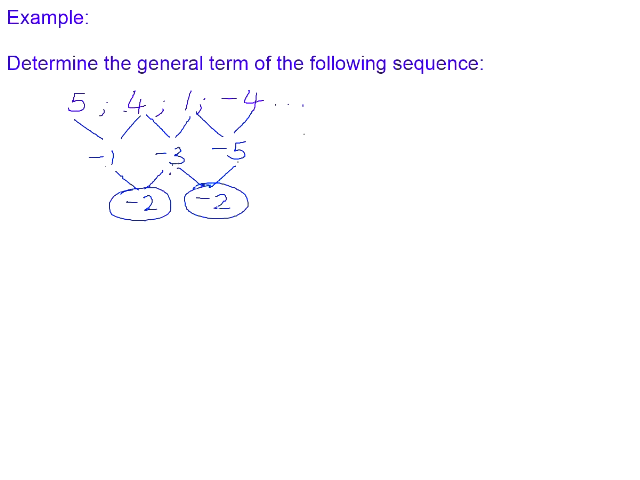 Example:
Determine the general term of the following sequence:
5 ; 4 ; 1 ; -4 ...
-1 -3 -5
-2 -2